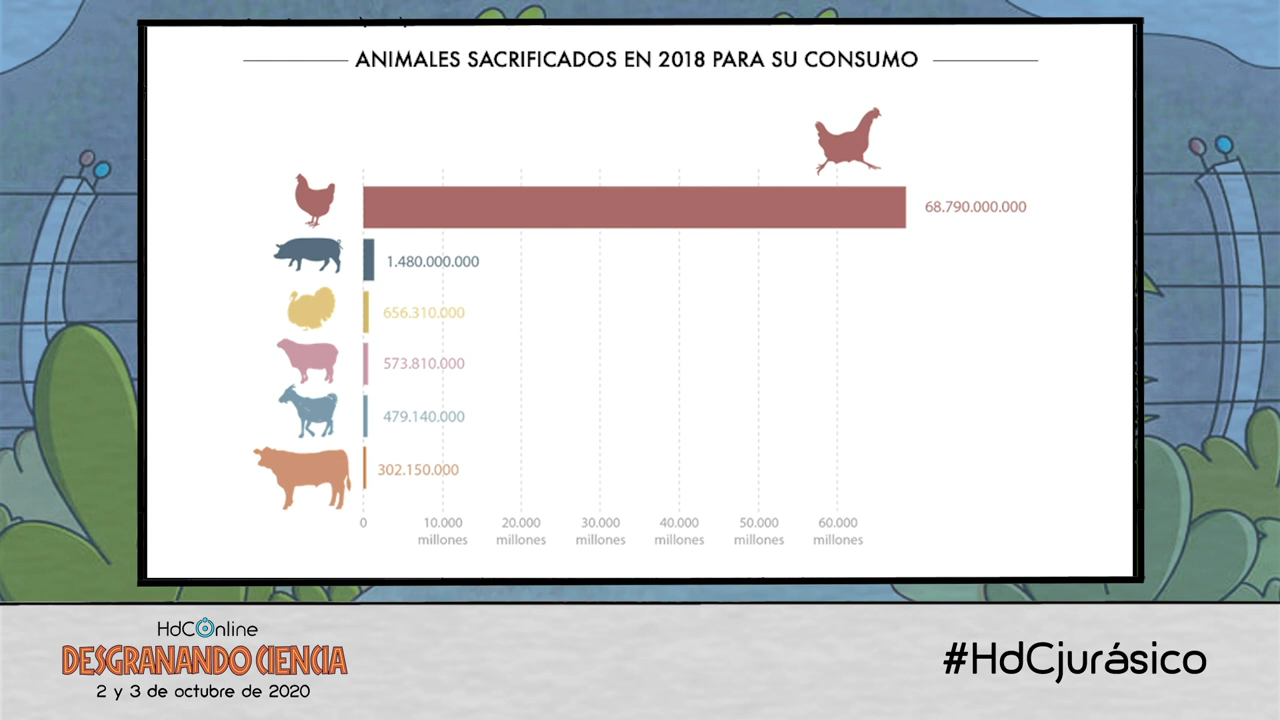 ANIMALES SACRIFICADOS EN 2018 PARA SU CONSUMO
68.790.000.000
1.480.000.000
656.310.000
573.810.000
479.140.000
302.150.000
0
10.000 millones
20.000 millones
30.000 millones
40.000 millones
50.000 millones
60.000 millones
HdCOnline
DESGRANANDO CIENCIA
2 y 3 de octubre de 2020
#HdCjurásico